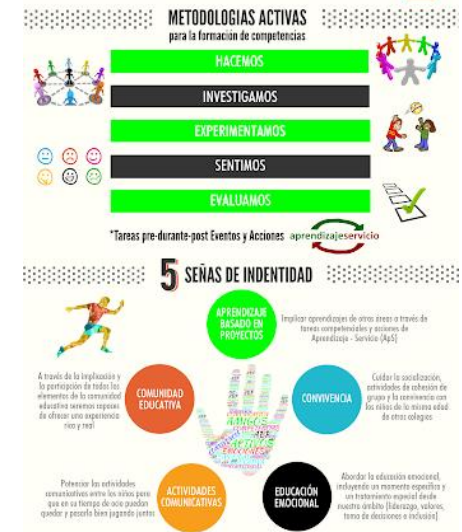 METODOLOGIAS ACTIVAS
para la formación de competencias
HACEMOS
INVESTIGAMOS
EXPERIMENTAMOS
SENTIMOS
EVALUAMOS
*Tareas pre-durante-post Eventos y Acciones aprendizajeservicio
5 SEÑAS DE INDENTIDAD
APRENDIZAJE
BASADO EN
PROYECTOS
Implicar aprendizajes de otras áreas a través de
tareas competenciales y acciones de
Aprendizaje - Servicio (ApS)
A través de la implicación y
la participación de todos los
elementos de la comunidad
educativa seremos capaces
de ofrecer una experiencia
rica y real
COMUNIDAD
EDUCATIVA
CONVIVENCIA
Cuidar la socialización,
actividades de cohesión de
grupo y la convivencia con
los niños de la misma edad
de otros colegios
AMIGOS
ACTIVOS
EMOCIONES
Potenciar las actividades
comunicativas entre los niños para
que en su tiempo de ocio puedan
quedar y pasarlo bien jugando juntos
ACTIVIDADES
COMUNICATIVAS
EDUCACIÓN
EMOCIONAL
Abordar la educación emocional,
incluyendo un momento específico y
un tratamiento especial desde
nuestro ámbito (liderazgo, valores,
toma de decisiones e inclusión)